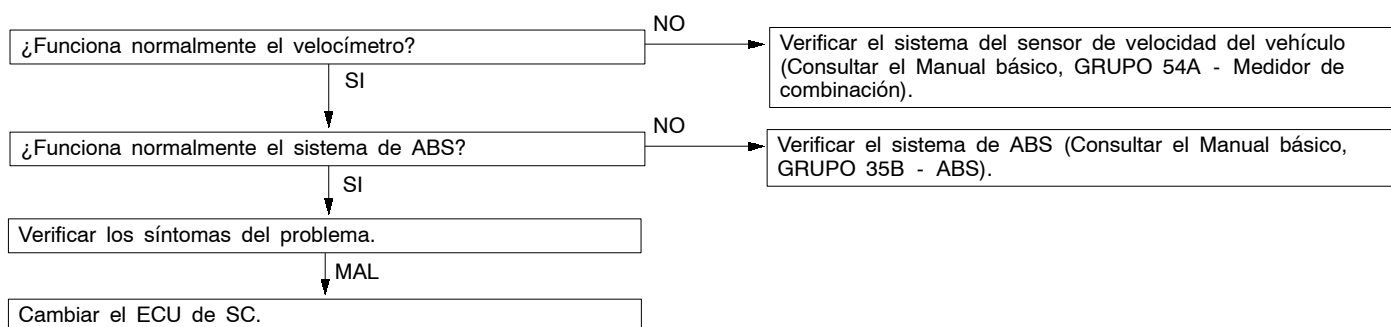 ¿Funciona normalmente el velocímetro?
NO
Verificar el sistema del sensor de velocidad del vehículo
(Consultar el Manual básico, GRUPO 54A - Medidor de
combinación).
SI
¿Funciona normalmente el sistema de ABS?
NO
Verificar el sistema de ABS (Consultar el Manual básico,
GRUPO 35B - ABS).
SI
Verificar los síntomas del problema.
MAL
Cambiar el ECU de SC.